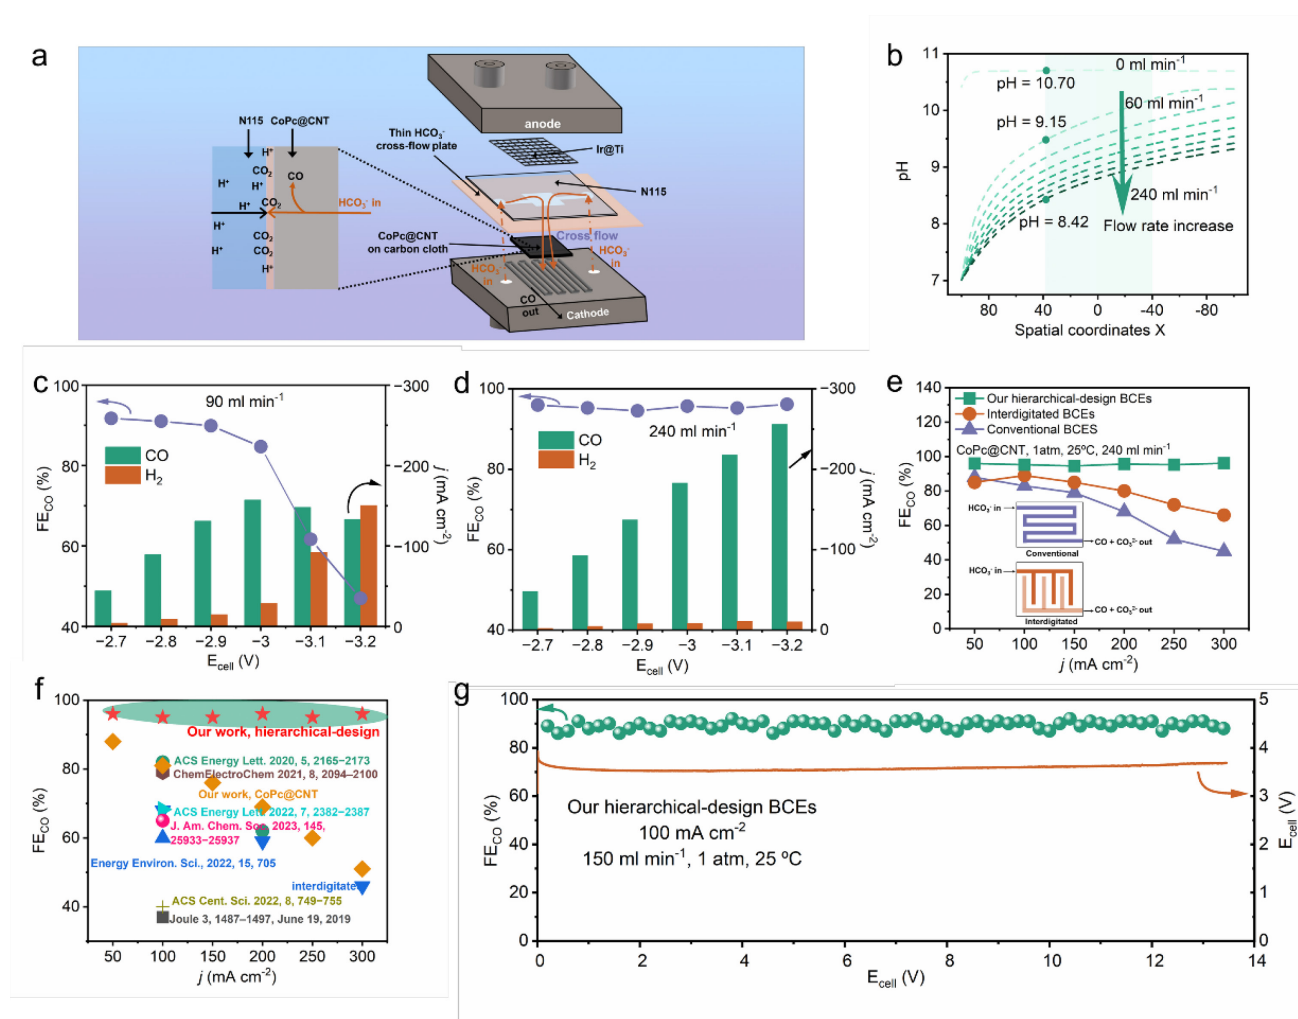 a
N115
CoPc@CNT
H⁺
CO₂
H⁺
H⁺
CO
H⁺
CO₂
HCO₃⁻ in
H⁺
CO₂
H⁺
CO₂
H⁺
anode
Thin HCO₃⁻
cross-flow plate
Ir@Ti
N115
CoPc@CNT
on carbon cloth
Cross flow
HCO₃⁻
in
HCO₃⁻
in
CO
out
Cathode
b
11
10
9
8
7
pH
0 ml min⁻¹
pH = 10.70
60 ml min⁻¹
pH = 9.15
240 ml min⁻¹
pH = 8.42
Flow rate increase
80
40
0
-40
-80
Spatial coordinates X
c
100
80
60
40
FE_CO (%)
90 ml min⁻¹
CO
H₂
−300
−200
−100
0
j (mA cm⁻²)
−2.7
−2.8
−2.9
−3
−3.1
−3.2
E_cell (V)
d
100
80
60
40
FE_CO (%)
240 ml min⁻¹
CO
H₂
−300
−200
−100
0
j (mA cm⁻²)
−2.7
−2.8
−2.9
−3
−3.1
−3.2
E_cell (V)
e
140
120
100
80
60
40
20
0
FE_CO (%)
Our hierarchical-design BCEs
Interdigitated BCEs
Conventional BCES
CoPc@CNT, 1atm, 25ºC, 240 ml min⁻¹
HCO₃⁻ in
CO + CO₃²⁻ out
Conventional
HCO₃⁻ in
CO + CO₃²⁻ out
Interdigitated
50
100
150
200
250
300
j (mA cm⁻²)
f
100
80
60
40
FE_CO (%)
Our work, hierarchical-design
ACS Energy Lett. 2020, 5, 2165−2173
ChemElectroChem 2021, 8, 2094−2100
Our work, CoPc@CNT
ACS Energy Lett. 2022, 7, 2382−2387
J. Am. Chem. Soc. 2023, 145,
25933−25937
Energy Environ. Sci., 2022, 15, 705
interdigitate
ACS Cent. Sci. 2022, 8, 749−755
Joule 3, 1487–1497, June 19, 2019
50
100
150
200
250
300
j (mA cm⁻²)
g
100
80
60
40
20
0
FE_CO (%)
Our hierarchical-design BCEs
100 mA cm⁻²
150 ml min⁻¹, 1 atm, 25 ºC
5
4
3
2
1
0
E_cell (V)
0
2
4
6
8
10
12
14
E_cell (V)